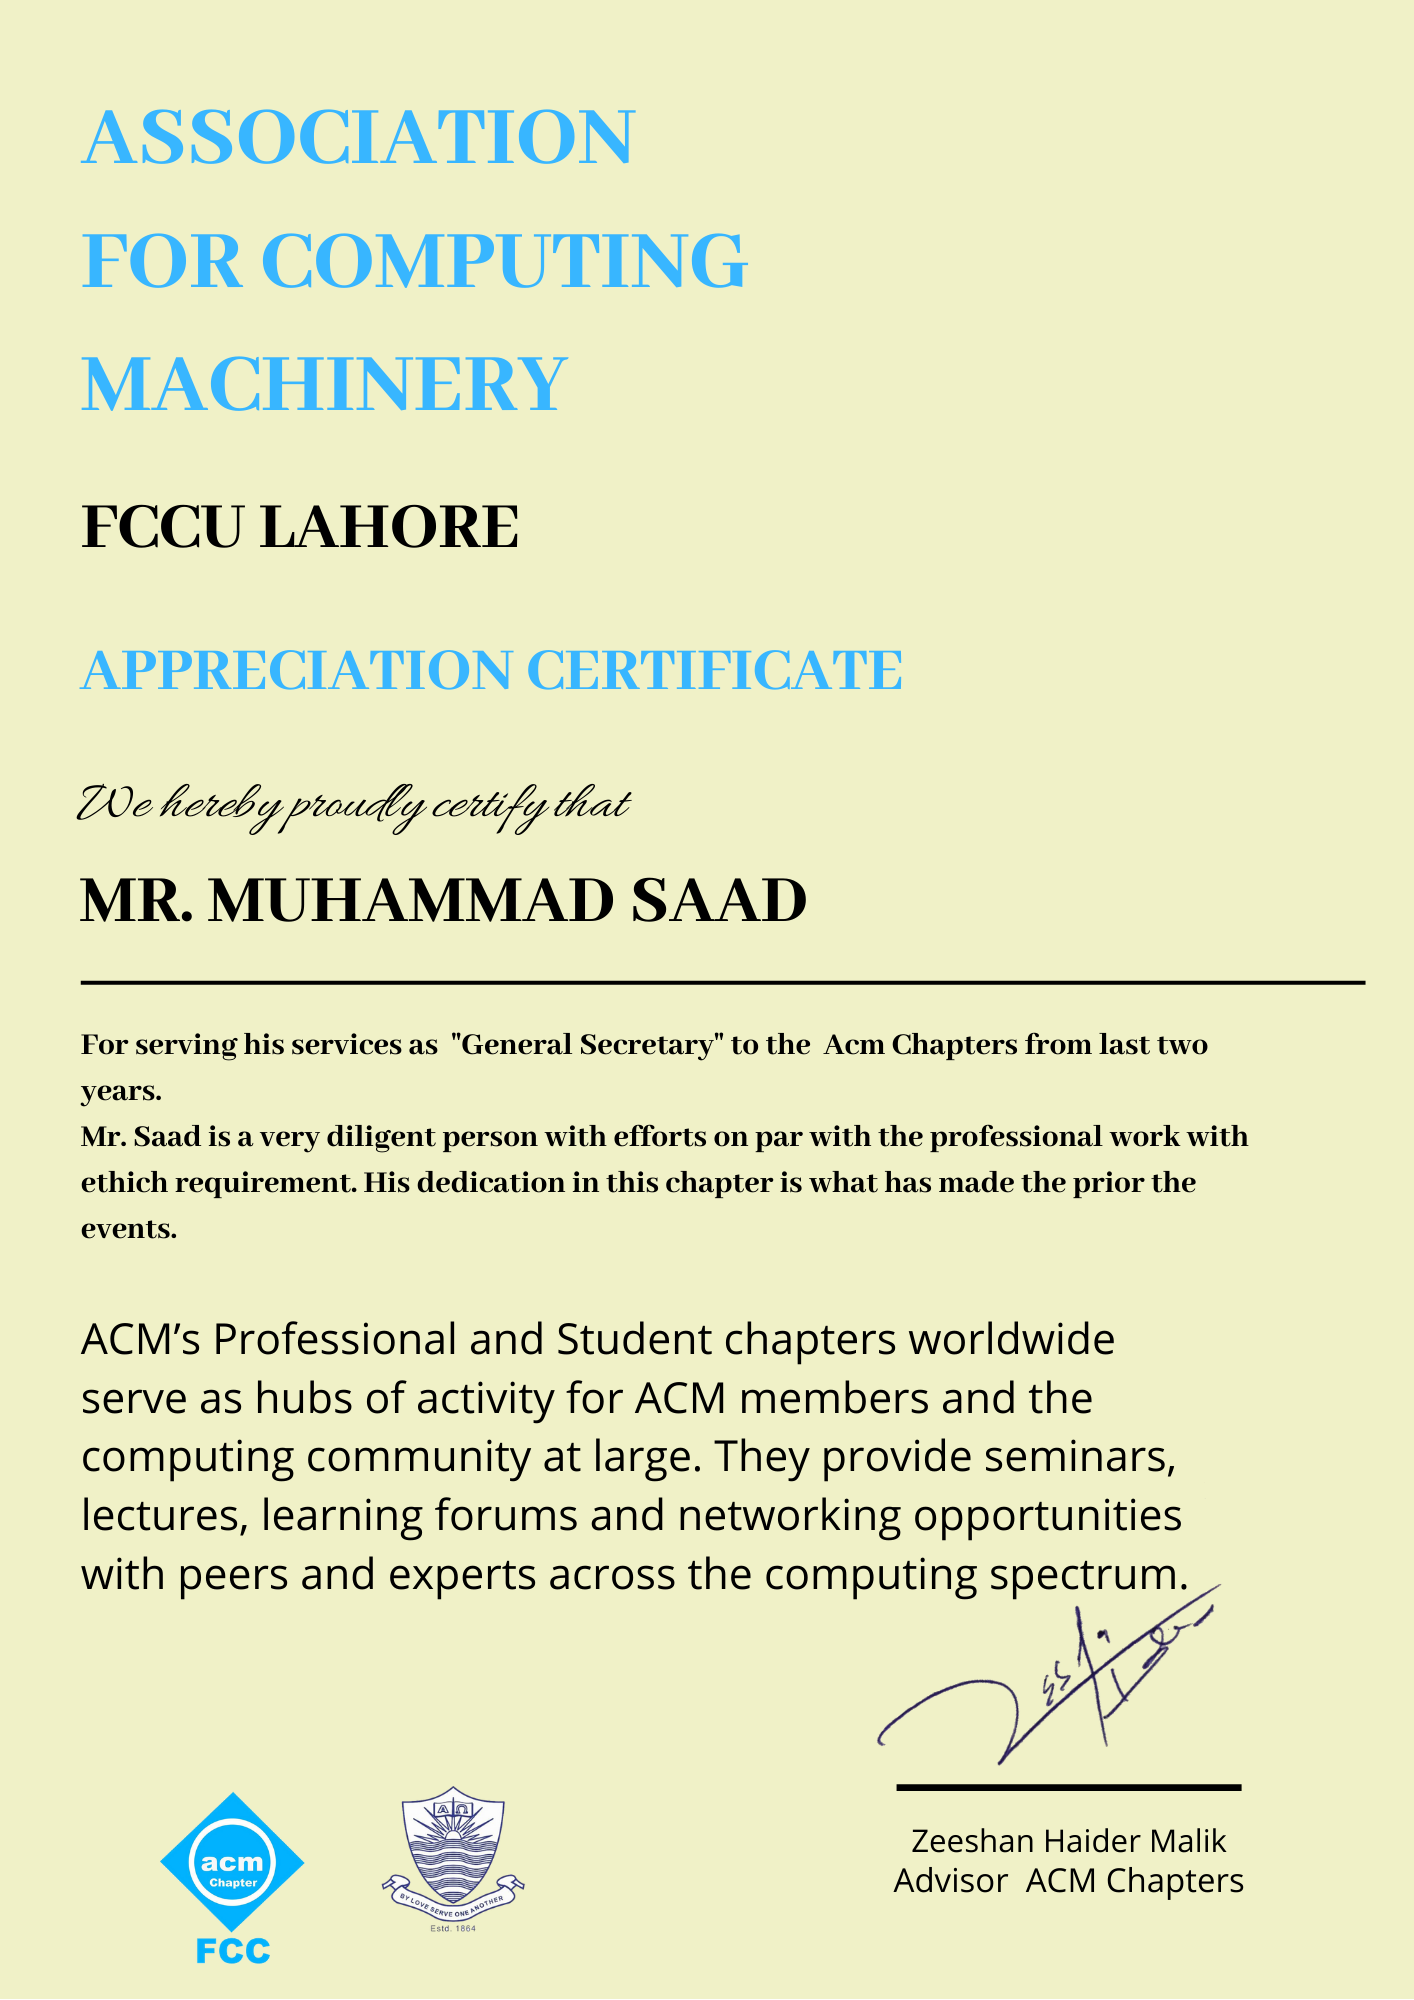 ASSOCIATION
FOR COMPUTING
MACHINERY
FCCU LAHORE
APPRECIATION CERTIFICATE
We hereby proudly certify that
MR. MUHAMMAD SAAD
For serving his services as  "General Secretary" to the  Acm Chapters from last two
years.
Mr. Saad is a very diligent person with efforts on par with the professional work with
ethich requirement. His dedication in this chapter is what has made the prior the
events.
ACM’s Professional and Student chapters worldwide
serve as hubs of activity for ACM members and the
computing community at large. They provide seminars,
lectures, learning forums and networking opportunities
with peers and experts across the computing spectrum.
acm
Chapter
FCC
Α Ω
BY LOVE SERVE ONE ANOTHER
Estd. 1864
Zeeshan Haider Malik
Advisor  ACM Chapters